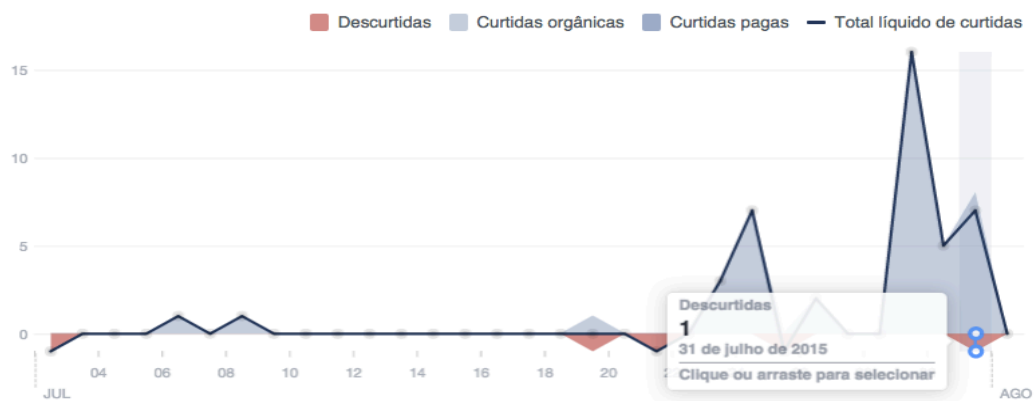 Descurtidas Curtidas orgânicas Curtidas pagas Total líquido de curtidas
15
10
5
0
Descurtidas
1
31 de julho de 2015
Clique ou arraste para selecionar
04 06 08 10 12 14 16 18 20
JUL AGO